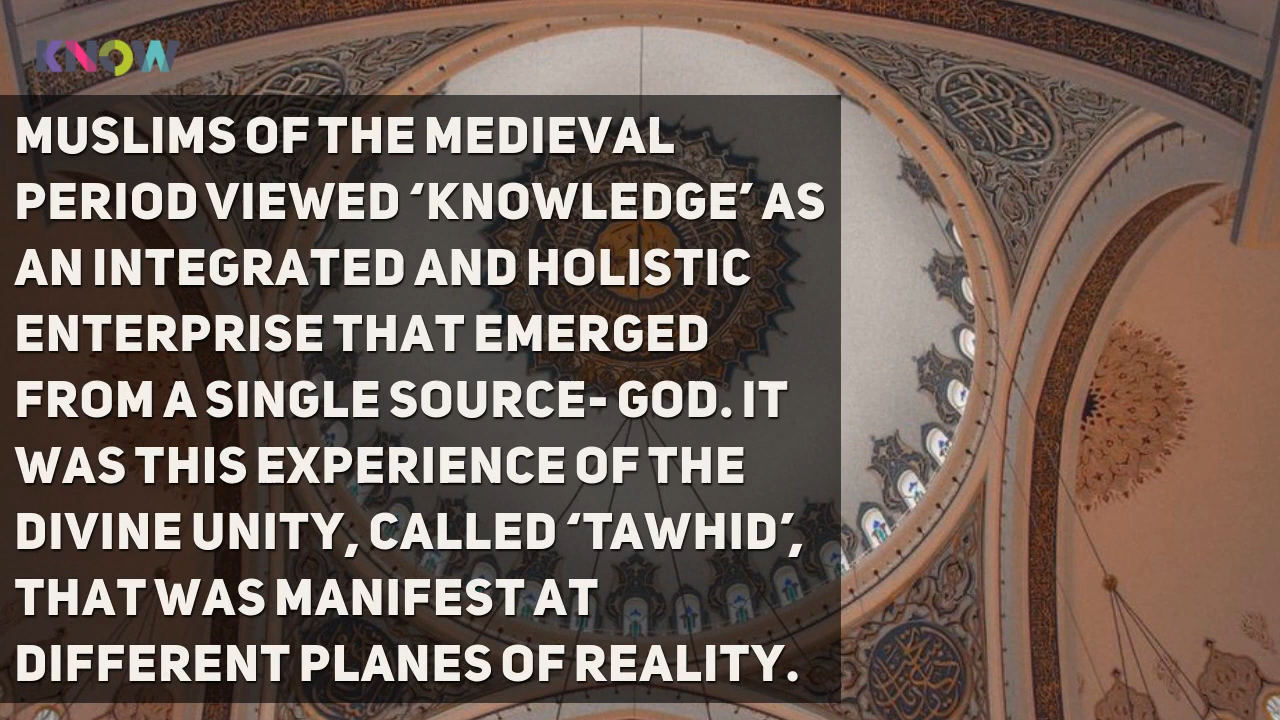 KNOW
MUSLIMS OF THE MEDIEVAL
PERIOD VIEWED ‘KNOWLEDGE’ AS
AN INTEGRATED AND HOLISTIC
ENTERPRISE THAT EMERGED
FROM A SINGLE SOURCE- GOD. IT
WAS THIS EXPERIENCE OF THE
DIVINE UNITY, CALLED ‘TAWHID’,
THAT WAS MANIFEST AT
DIFFERENT PLANES OF REALITY.